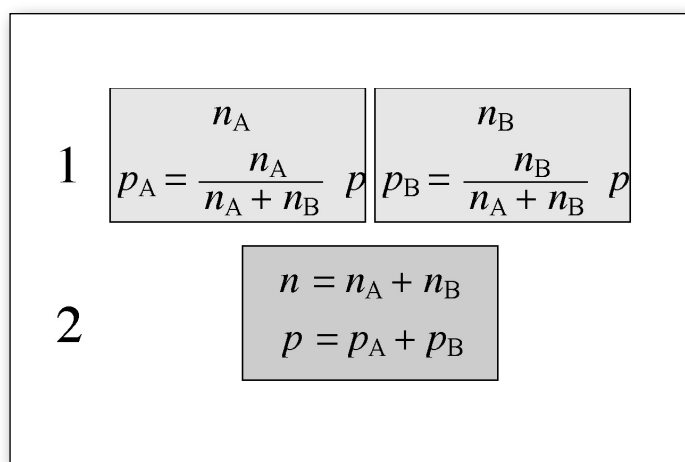 1
n_A
p_A = n_A / (n_A + n_B) p
n_B
p_B = n_B / (n_A + n_B) p
2
n = n_A + n_B
p = p_A + p_B